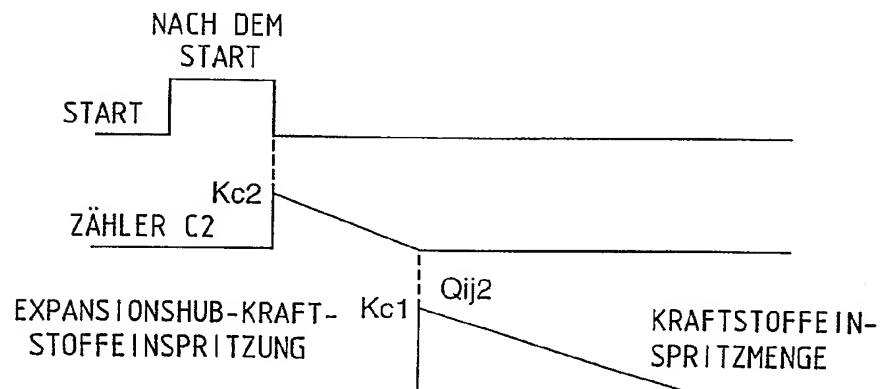 NACH DEM
START
START
Kc2
ZÄHLER C2
EXPANSIONSHUB-KRAFT-
STOFFEINSPRITZUNG
Kc1
Qij2
KRAFTSTOFFEIN-
SPRITZMENGE